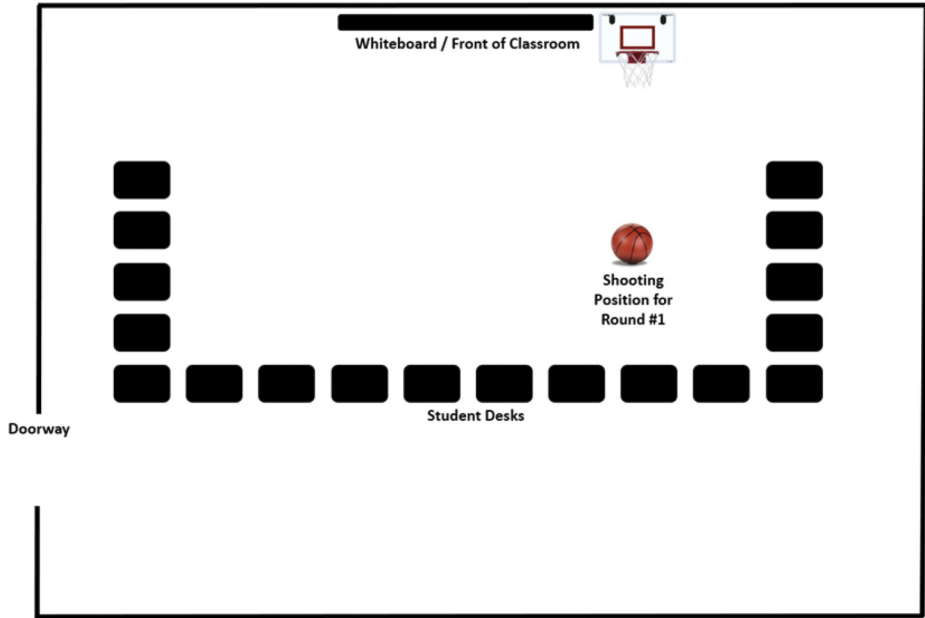 Whiteboard / Front of Classroom
Shooting
Position for
Round #1
Student Desks
Doorway